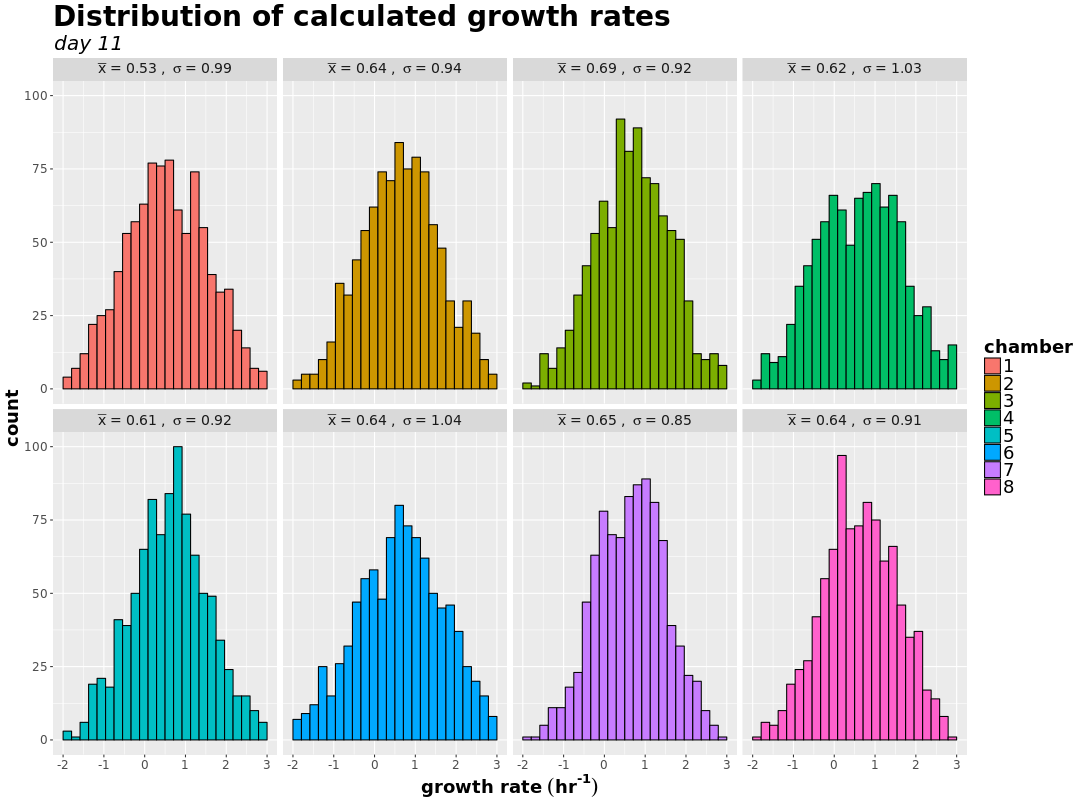 Distribution of calculated growth rates
day 11
x̅ = 0.53 , σ = 0.99
x̅ = 0.64 , σ = 0.94
x̅ = 0.69 , σ = 0.92
x̅ = 0.62 , σ = 1.03
100
75
50
25
0
x̅ = 0.61 , σ = 0.92
x̅ = 0.64 , σ = 1.04
x̅ = 0.65 , σ = 0.85
x̅ = 0.64 , σ = 0.91
100
75
50
25
0
-2 -1 0 1 2 3
-2 -1 0 1 2 3
-2 -1 0 1 2 3
-2 -1 0 1 2 3
count
growth rate (hr⁻¹)
chamber
1
2
3
4
5
6
7
8